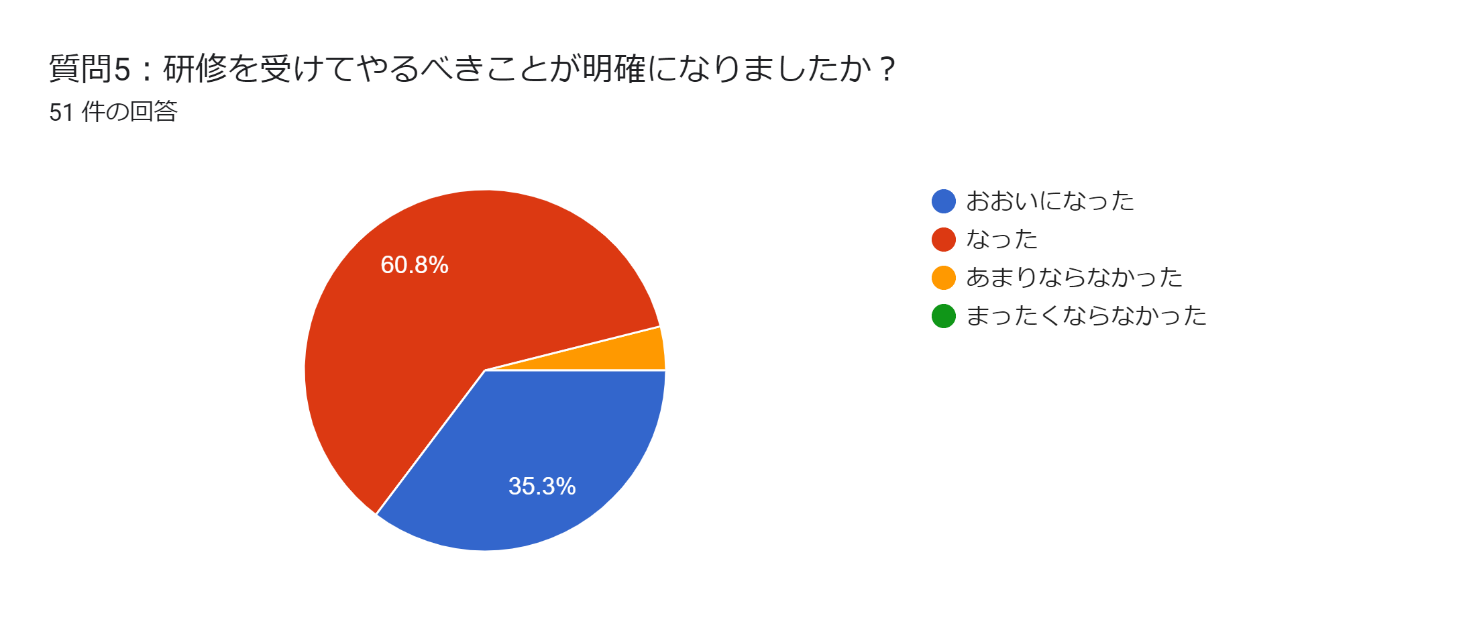 質問5：研修を受けてやるべきことが明確になりましたか？
51 件の回答
おおいになった
なった
あまりならなかった
まったくならなかった
60.8%
35.3%